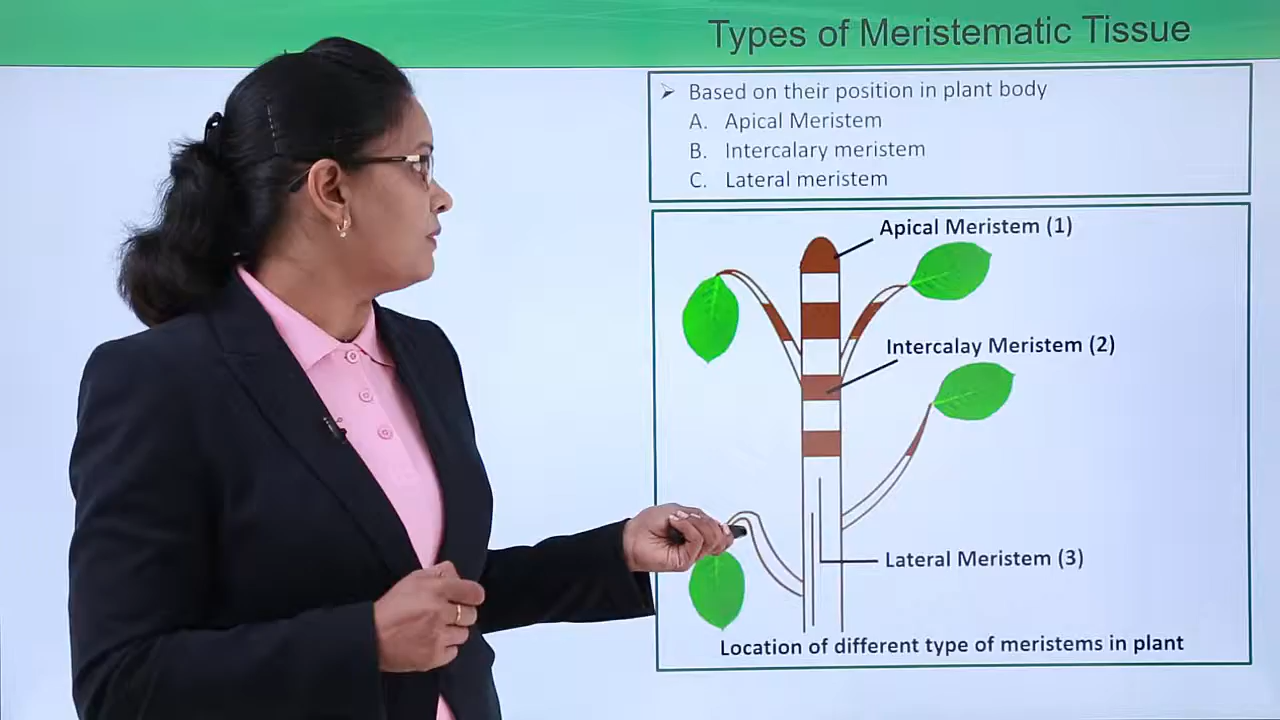 Types of Meristematic Tissue
➤ Based on their position in plant body
A. Apical Meristem
B. Intercalary meristem
C. Lateral meristem
Apical Meristem (1)
Intercalay Meristem (2)
Lateral Meristem (3)
Location of different type of meristems in plant